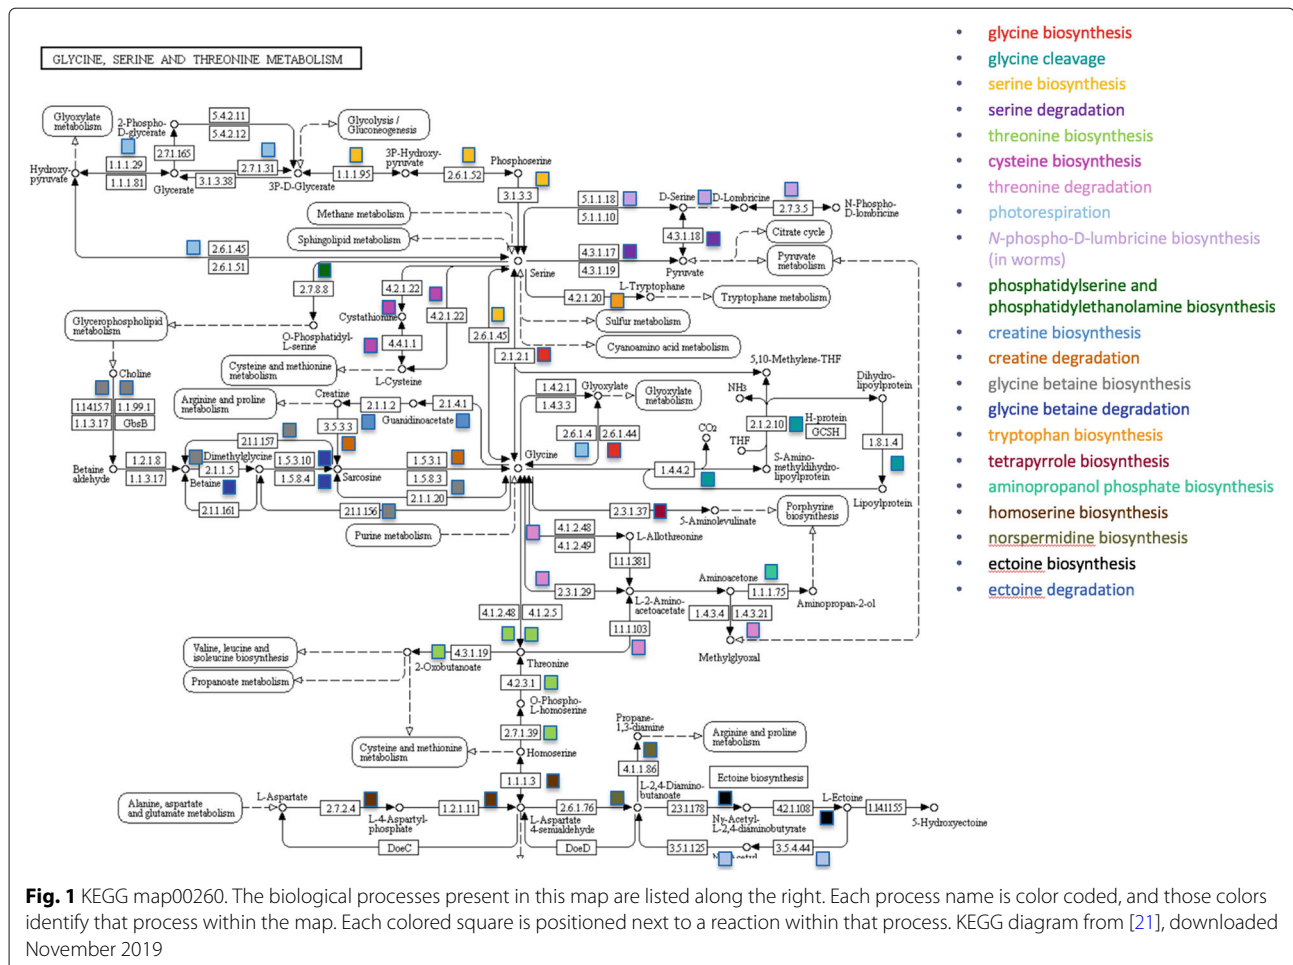 GLYCINE, SERINE AND THREONINE METABOLISM
Glyoxylate
metabolism
2-Phospho-
D-glycerate
5.4.2.11
5.4.2.12
Glycolysis /
Gluconeogenesis
Hydroxy-
pyruvate
1.1.1.29
1.1.1.81
2.7.1.165
Glycerate
2.7.1.31
3.1.3.38
3P-D-Glycerate
1.1.1.95
3P-Hydroxy-
pyruvate
2.6.1.52
Phosphoserine
3.1.3.3
Methane metabolism
Sphingolipid metabolism
5.1.1.18
5.1.1.10
D-Serine
D-Lombricine
2.7.3.5
N-Phospho-
D-lombricine
4.3.1.18
Citrate cycle
Pyruvate
metabolism
4.3.1.17
4.3.1.19
Pyruvate
2.6.1.45
2.6.1.51
Serine
2.7.8.8
4.2.1.22
4.2.1.22
Cystathionine
4.4.1.1
L-Cysteine
2.6.1.45
4.2.1.20
L-Tryptophane
Tryptophane metabolism
Sulfur metabolism
Cyanoamino acid metabolism
2.1.2.1
Glycerophospholipid
metabolism
O-Phosphatidyl-
L-serine
Cysteine and methionine
metabolism
Choline
1.14.15.7
1.1.99.1
1.1.3.17
GbsB
Arginine and proline
metabolism
Creatine
2.1.1.2
2.1.4.1
Guanidinoacetate
3.5.3.3
1.4.2.1
1.4.3.3
Glyoxylate
Glyoxylate
metabolism
2.6.1.4
2.6.1.44
5,10-Methylene-THF
NH3
Dihydro-
lipoylprotein
2.1.2.10
H-protein
GCSH
THF
CO2
1.8.1.4
S-Amino-
methyldihydro-
lipoylprotein
1.4.4.2
Lipoylprotein
Betaine
aldehyde
1.2.1.8
1.1.3.17
2.1.1.157
Dimethylglycine
2.1.1.5
Betaine
1.5.3.10
1.5.8.4
Sarcosine
1.5.3.1
1.5.8.3
2.1.1.20
Glycine
2.1.1.161
2.1.1.156
Purine metabolism
2.3.1.37
5-Aminolevulinate
Porphyrine
biosynthesis
4.1.2.48
4.1.2.49
L-Allothreonine
1.1.1.381
2.3.1.29
L-2-Amino-
acetoacetate
Aminoacetone
1.1.1.75
Aminopropan-2-ol
1.4.3.4
1.4.3.21
Methylglyoxal
4.1.2.48
4.1.2.5
1.1.1.103
Valine, leucine and
isoleucine biosynthesis
Propanoate metabolism
4.3.1.19
2-Oxobutanoate
Threonine
4.2.3.1
O-Phospho-
L-homoserine
2.7.1.39
Homoserine
Cysteine and methionine
metabolism
1.1.1.3
Propane-
1,3-diamine
Arginine and proline
metabolism
4.1.1.86
Ectoine biosynthesis
Alanine, aspartate
and glutamate metabolism
L-Aspartate
2.7.2.4
L-4-Aspartyl-
phosphate
1.2.1.11
L-Aspartate
4-semialdehyde
2.6.1.76
L-2,4-Diamino-
butanoate
2.3.1.178
Nγ-Acetyl-
L-2,4-diaminobutyrate
4.2.1.108
L-Ectoine
1.14.11.55
5-Hydroxyectoine
DoeC
DoeD
3.5.1.125
3.5.4.44
• glycine biosynthesis
• glycine cleavage
• serine biosynthesis
• serine degradation
• threonine biosynthesis
• cysteine biosynthesis
• threonine degradation
• photorespiration
• N-phospho-D-lumbricine biosynthesis
(in worms)
• phosphatidylserine and
phosphatidylethanolamine biosynthesis
• creatine biosynthesis
• creatine degradation
• glycine betaine biosynthesis
• glycine betaine degradation
• tryptophan biosynthesis
• tetrapyrrole biosynthesis
• aminopropanol phosphate biosynthesis
• homoserine biosynthesis
• norspermidine biosynthesis
• ectoine biosynthesis
• ectoine degradation
Fig. 1 KEGG map00260. The biological processes present in this map are listed along the right. Each process name is color coded, and those colors
identify that process within the map. Each colored square is positioned next to a reaction within that process. KEGG diagram from [21], downloaded
November 2019